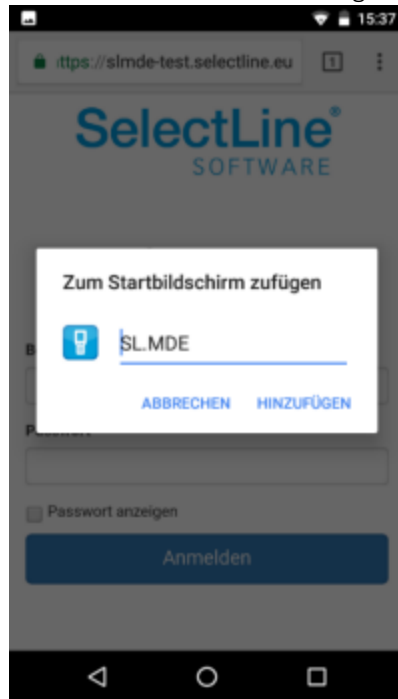 15:37
ttps://slmde-test.selectline.eu
1
SelectLine®
SOFTWARE
Zum Startbildschirm zufügen
SL.MDE
ABBRECHEN HINZUFÜGEN
Passwort anzeigen
Anmelden